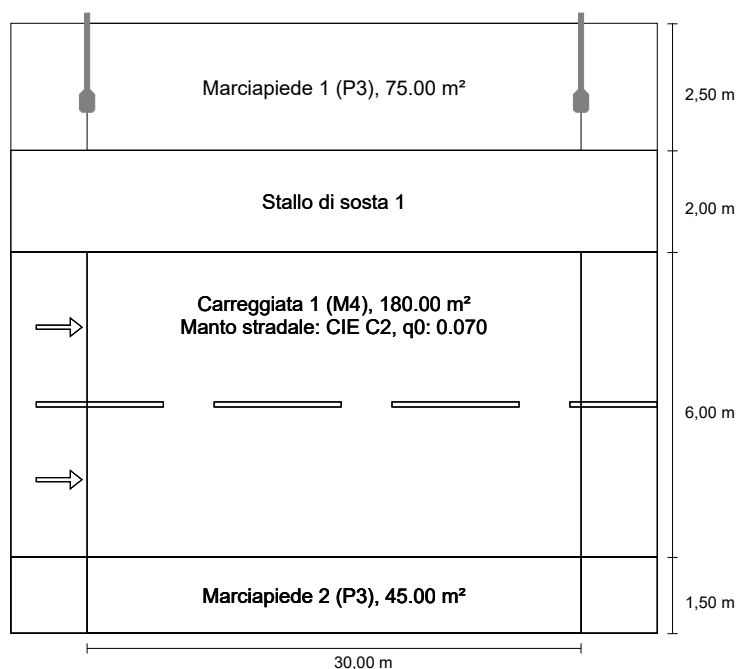 Marciapiede 1 (P3), 75.00 m²
2,50 m
Stallo di sosta 1
2,00 m
Carreggiata 1 (M4), 180.00 m²
Manto stradale: CIE C2, q0: 0.070
6,00 m
Marciapiede 2 (P3), 45.00 m²
1,50 m
30,00 m